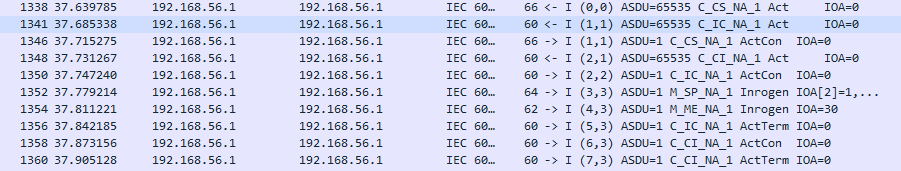 1338 37.639785 192.168.56.1 192.168.56.1 IEC 60… 66 <- I (0,0) ASDU=65535 C_CS_NA_1 Act IOA=0
1341 37.685338 192.168.56.1 192.168.56.1 IEC 60… 60 <- I (1,1) ASDU=65535 C_IC_NA_1 Act IOA=0
1346 37.715275 192.168.56.1 192.168.56.1 IEC 60… 66 -> I (1,1) ASDU=1 C_CS_NA_1 ActCon IOA=0
1348 37.731267 192.168.56.1 192.168.56.1 IEC 60… 60 <- I (2,1) ASDU=65535 C_CI_NA_1 Act IOA=0
1350 37.747240 192.168.56.1 192.168.56.1 IEC 60… 60 -> I (2,2) ASDU=1 C_IC_NA_1 ActCon IOA=0
1352 37.779214 192.168.56.1 192.168.56.1 IEC 60… 64 -> I (3,3) ASDU=1 M_SP_NA_1 Inrogen IOA[2]=1,...
1354 37.811221 192.168.56.1 192.168.56.1 IEC 60… 62 -> I (4,3) ASDU=1 M_ME_NA_1 Inrogen IOA=30
1356 37.842185 192.168.56.1 192.168.56.1 IEC 60… 60 -> I (5,3) ASDU=1 C_IC_NA_1 ActTerm IOA=0
1358 37.873156 192.168.56.1 192.168.56.1 IEC 60… 60 -> I (6,3) ASDU=1 C_CI_NA_1 ActCon IOA=0
1360 37.905128 192.168.56.1 192.168.56.1 IEC 60… 60 -> I (7,3) ASDU=1 C_CI_NA_1 ActTerm IOA=0